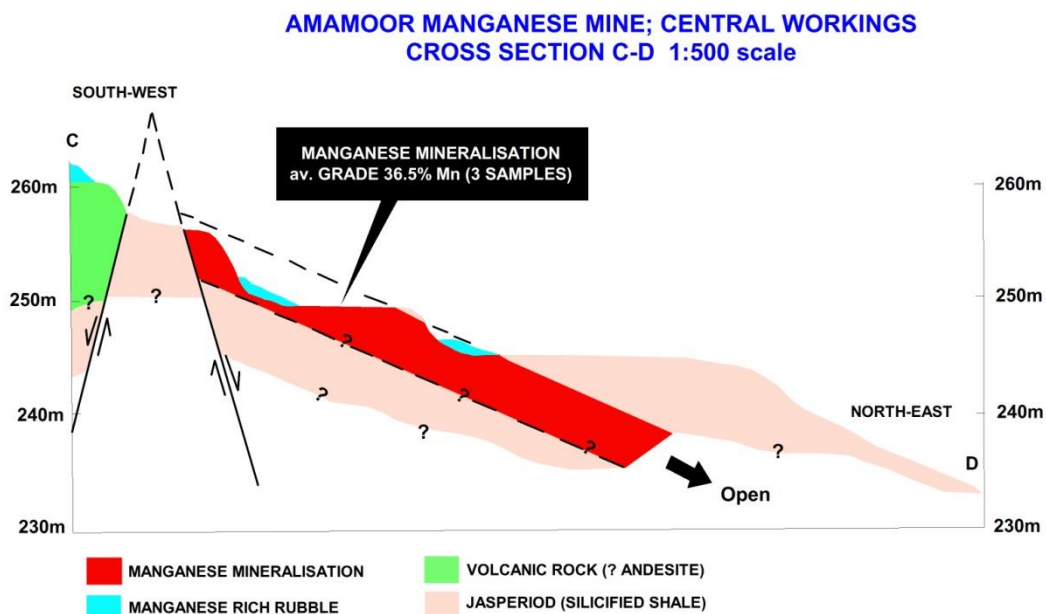 AMAMOOR MANGANESE MINE; CENTRAL WORKINGS
CROSS SECTION C-D 1:500 scale
SOUTH-WEST
C
MANGANESE MINERALISATION
av. GRADE 36.5% Mn (3 SAMPLES)
260m
260m
250m
?
?
250m
?
?
?
240m
?
?
?
NORTH-EAST
240m
D
Open
230m
230m
MANGANESE MINERALISATION
VOLCANIC ROCK (? ANDESITE)
MANGANESE RICH RUBBLE
JASPERIOD (SILICIFIED SHALE)